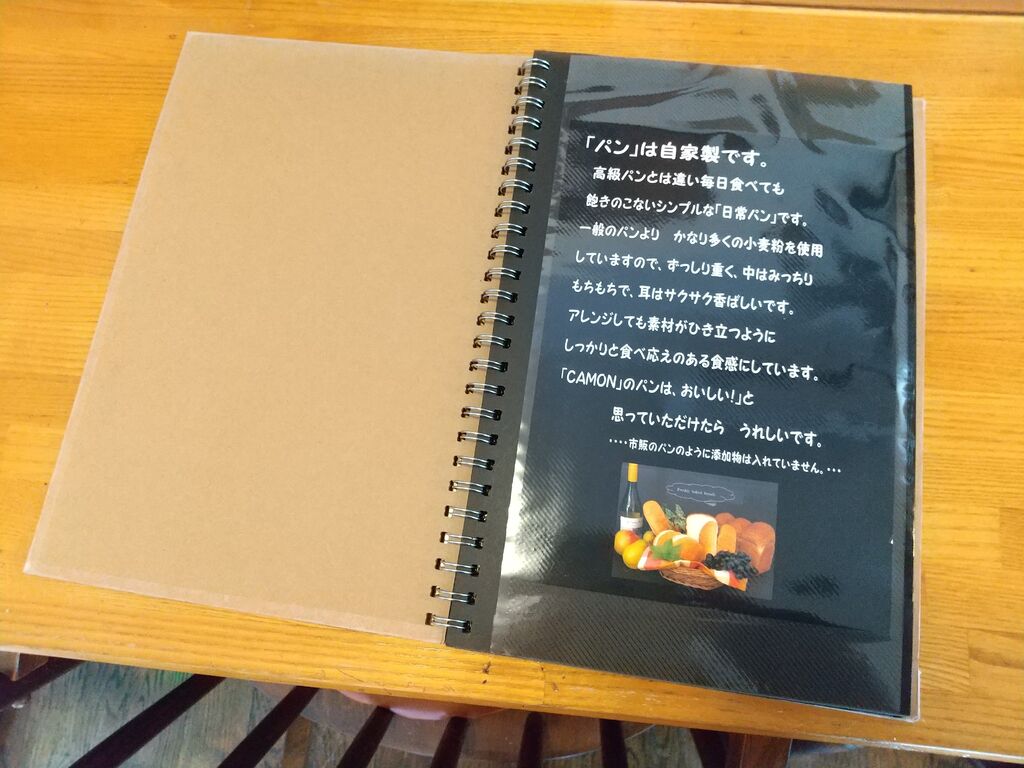 「パン」は自家製です。
高級パンとは違い毎日食べても
飽きのこないシンプルな「日常パン」です。
一般のパンより　かなり多くの小麦粉を使用
していますので、ずっしり重く、中はみっちり
もちもちで、耳はサクサク香ばしいです。
アレンジしても素材がひき立つように
しっかりと食べ応えのある食感にしています。
「CAMON」のパンは、おいしい!」と
思っていただけたら　うれしいです。
････市販のパンのように添加物は入れていません。･･･